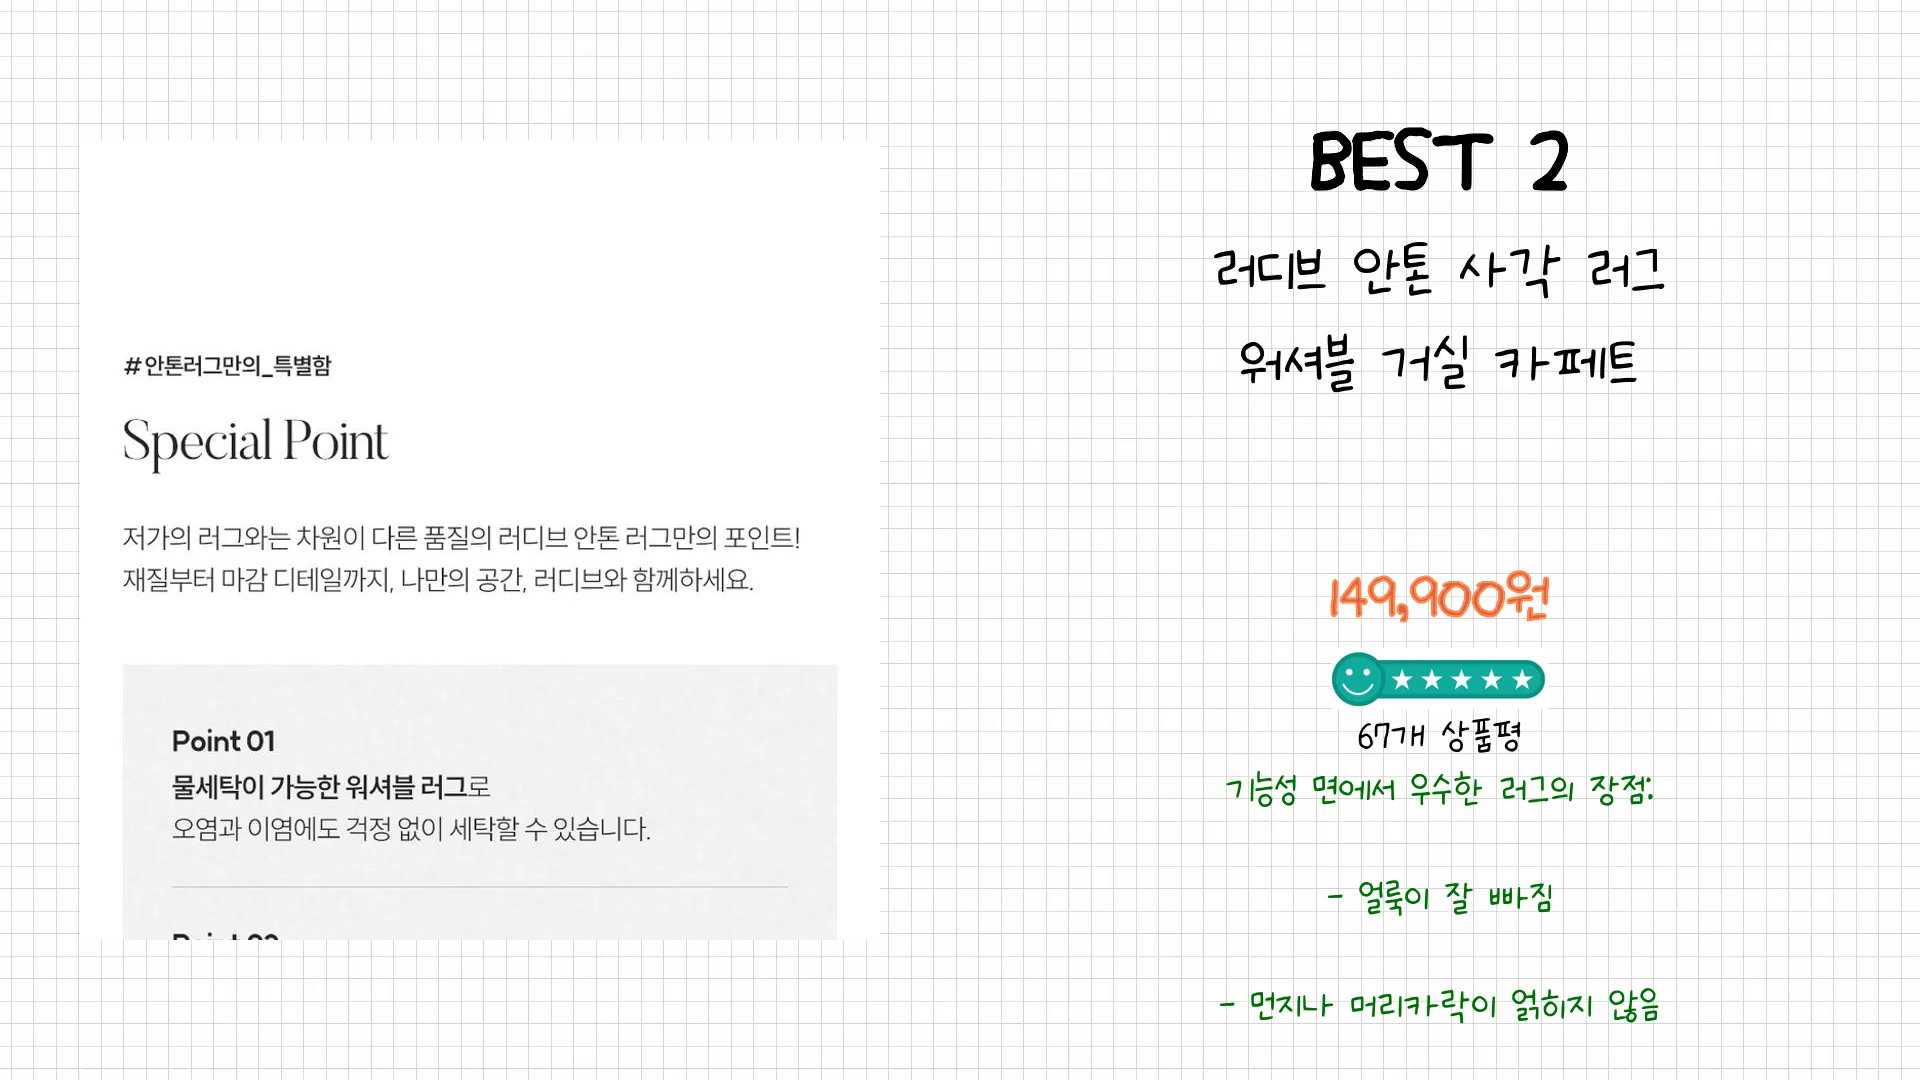 #안톤러그만의_특별함
Special Point
저가의 러그와는 차원이 다른 품질의 러디브 안톤 러그만의 포인트!
재질부터 마감 디테일까지, 나만의 공간, 러디브와 함께하세요.
Point 01
물세탁이 가능한 워셔블 러그로
오염과 이염에도 걱정 없이 세탁할 수 있습니다.
BEST 2
러디브 안톤 사각 러그
워셔블 거실 카페트
149,900원
67개 상품평
기능성 면에서 우수한 러그의 장점:
- 얼룩이 잘 빠짐
- 먼지나 머리카락이 얽히지 않음